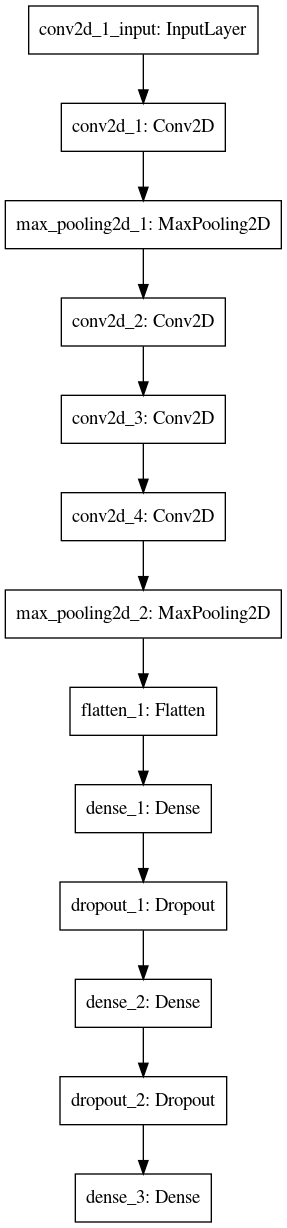 conv2d_1_input: InputLayer
conv2d_1: Conv2D
max_pooling2d_1: MaxPooling2D
conv2d_2: Conv2D
conv2d_3: Conv2D
conv2d_4: Conv2D
max_pooling2d_2: MaxPooling2D
flatten_1: Flatten
dense_1: Dense
dropout_1: Dropout
dense_2: Dense
dropout_2: Dropout
dense_3: Dense